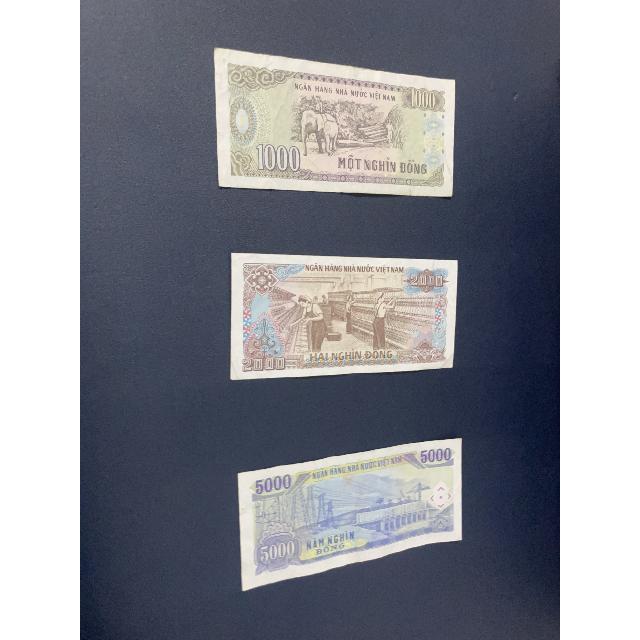 NGÂN HÀNG NHÀ NƯỚC VIỆT NAM
1000
1000
MỘT NGHÌN ĐỒNG
NGÂN HÀNG NHÀ NƯỚC VIỆT NAM
2000
2000
HAI NGHÌN ĐỒNG
5000
NGÂN HÀNG NHÀ NƯỚC VIỆT NAM
5000
5000
NĂM NGHÌN
ĐỒNG